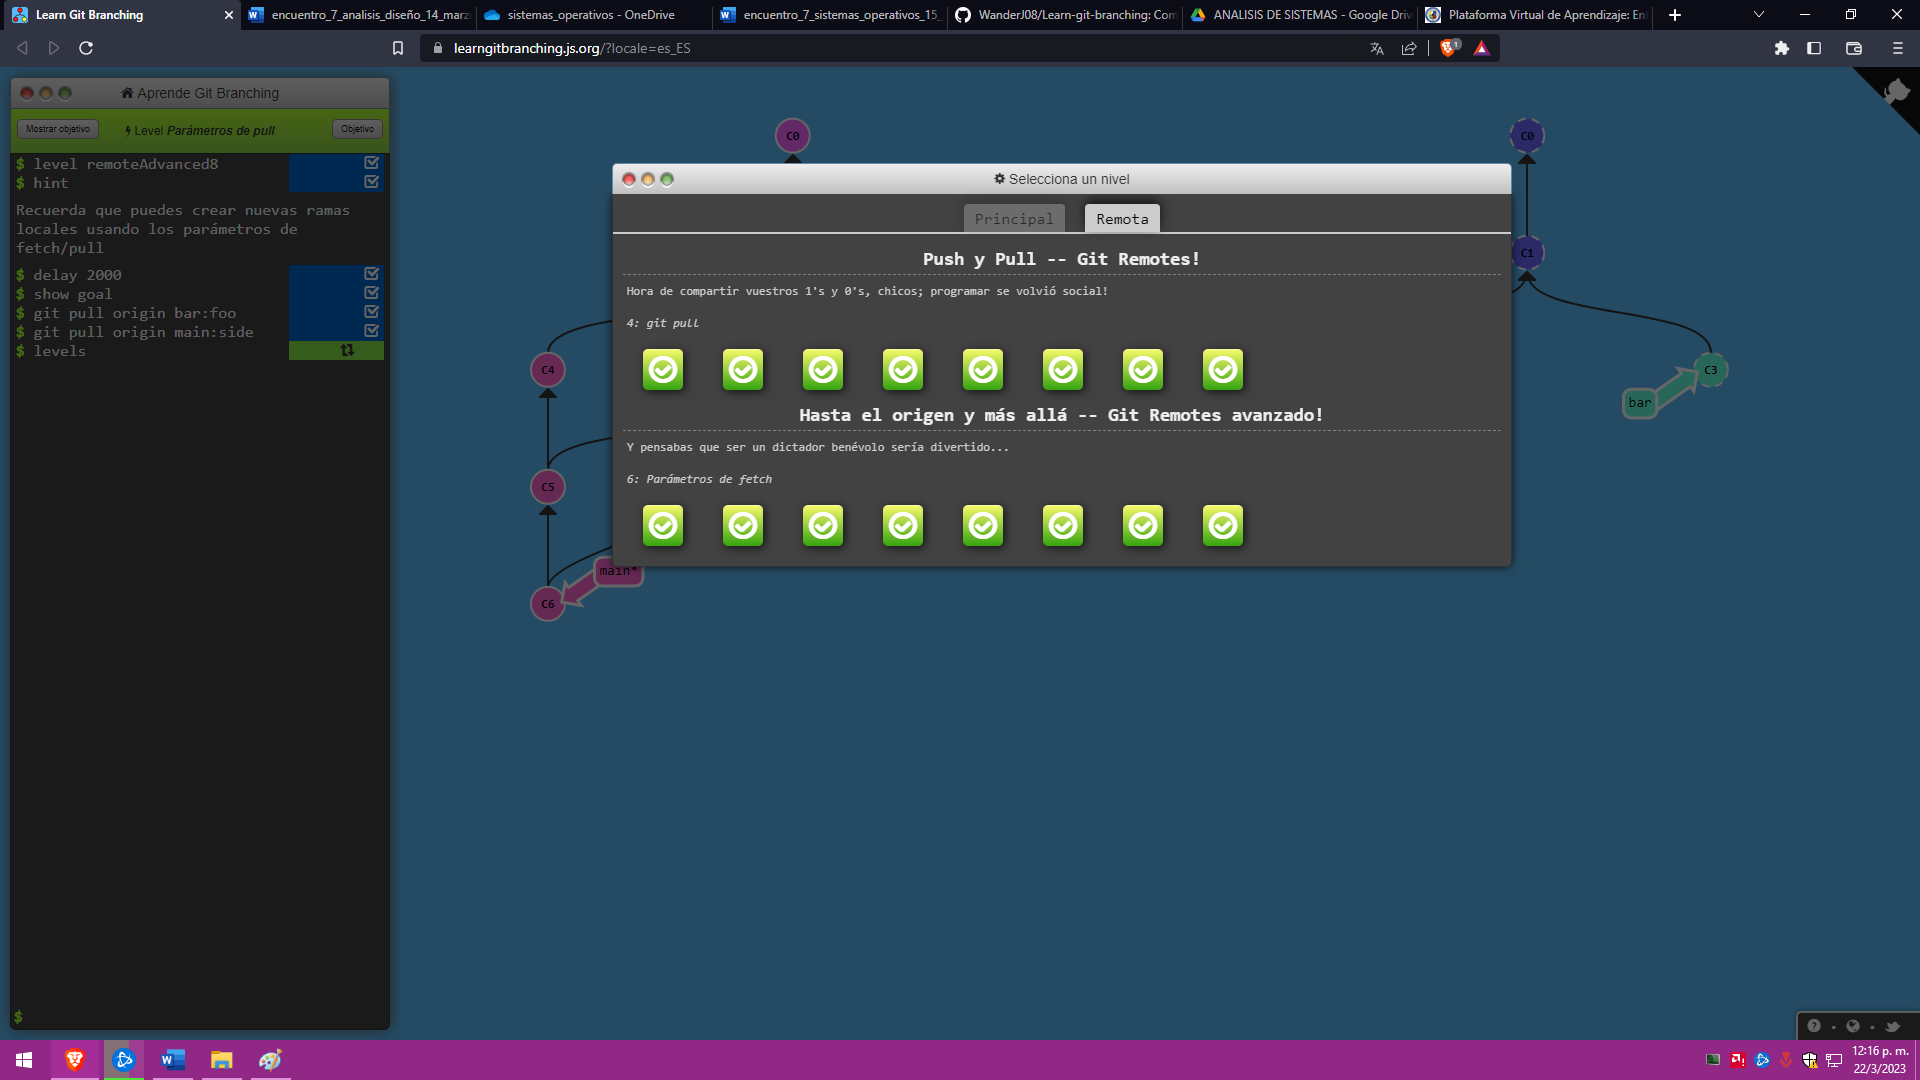 Learn Git Branching
encuentro_7_analisis_diseño_14_marz
sistemas_operativos - OneDrive
encuentro_7_sistemas_operativos_15_
WanderJ08/Learn-git-branching: Com
ANALISIS DE SISTEMAS - Google Driv
Plataforma Virtual de Aprendizaje: En
learngitbranching.js.org/?locale=es_ES
1
Aprende Git Branching
Mostrar objetivo
Level Parámetros de pull
Objetivo
$ level remoteAdvanced8
$ hint
Recuerda que puedes crear nuevas ramas
locales usando los parámetros de
fetch/pull
$ delay 2000
$ show goal
$ git pull origin bar:foo
$ git pull origin main:side
$ levels
$
C0
C4
C5
C6
main*
Selecciona un nivel
Principal
Remota
Push y Pull -- Git Remotes!
Hora de compartir vuestros 1's y 0's, chicos; programar se volvió social!
4: git pull
Hasta el origen y más allá -- Git Remotes avanzado!
Y pensabas que ser un dictador benévolo sería divertido...
6: Parámetros de fetch
C0
C1
C3
bar
12:16 p. m.
22/3/2023